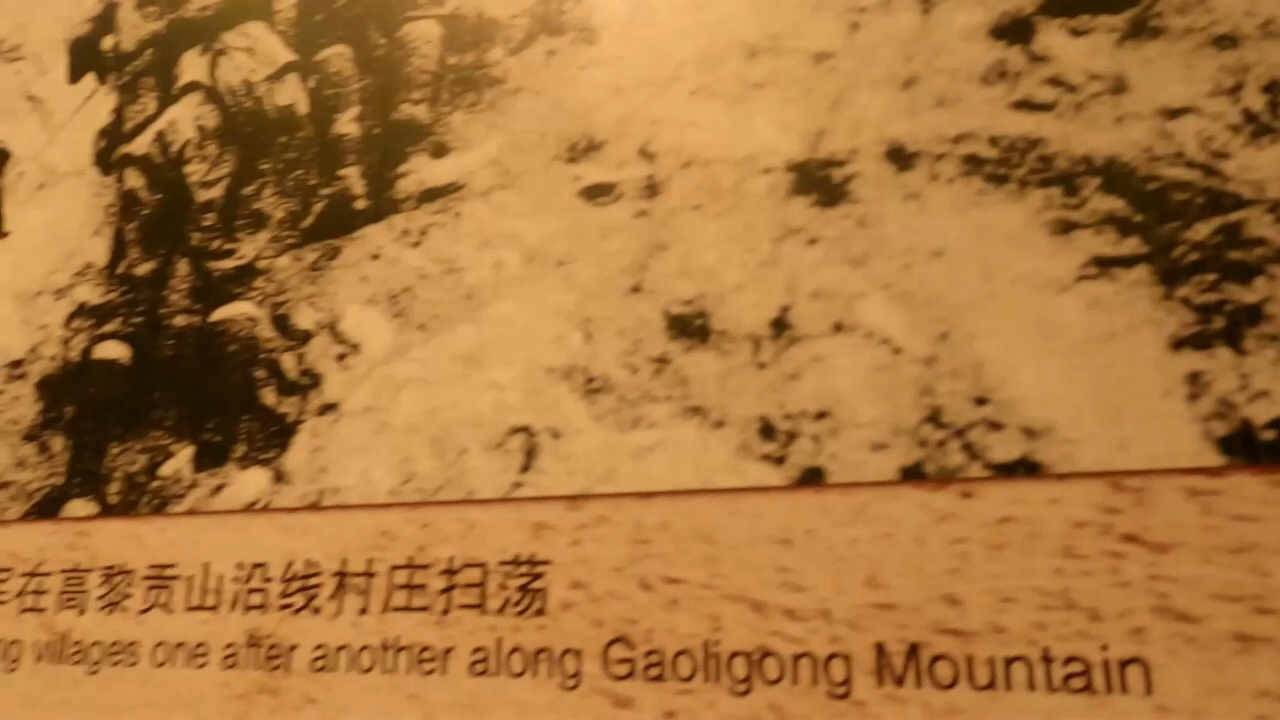 在高黎贡山沿线村庄扫荡
villages one after another along Gaoligong Mountain